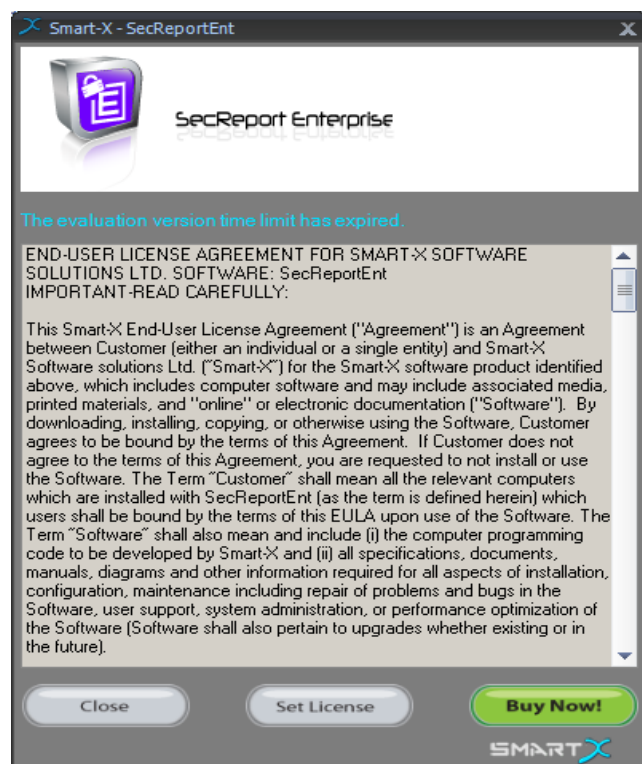 Smart-X - SecReportEnt
SecReport Enterprise
The evaluation version time limit has expired.
END-USER LICENSE AGREEMENT FOR SMART-X SOFTWARE
SOLUTIONS LTD. SOFTWARE: SecReportEnt
IMPORTANT-READ CAREFULLY:
This Smart-X End-User License Agreement ("Agreement") is an Agreement
between Customer (either an individual or a single entity) and Smart-X
Software solutions Ltd. ("Smart-X") for the Smart-X software product identified
above, which includes computer software and may include associated media,
printed materials, and "online" or electronic documentation ("Software"). By
downloading, installing, copying, or otherwise using the Software, Customer
agrees to be bound by the terms of this Agreement. If Customer does not
agree to the terms of this Agreement, you are requested to not install or use
the Software. The Term "Customer" shall mean all the relevant computers
which are installed with SecReportEnt (as the term is defined herein) which
users shall be bound by the terms of this EULA upon use of the Software. The
Term "Software" shall also mean and include (i) the computer programming
code to be developed by Smart-X and (ii) all specifications, documents,
manuals, diagrams and other information required for all aspects of installation,
configuration, maintenance including repair of problems and bugs in the
Software, user support, system administration, or performance optimization of
the Software (Software shall also pertain to upgrades whether existing or in
the future).
Close
Set License
Buy Now!
SMARTX